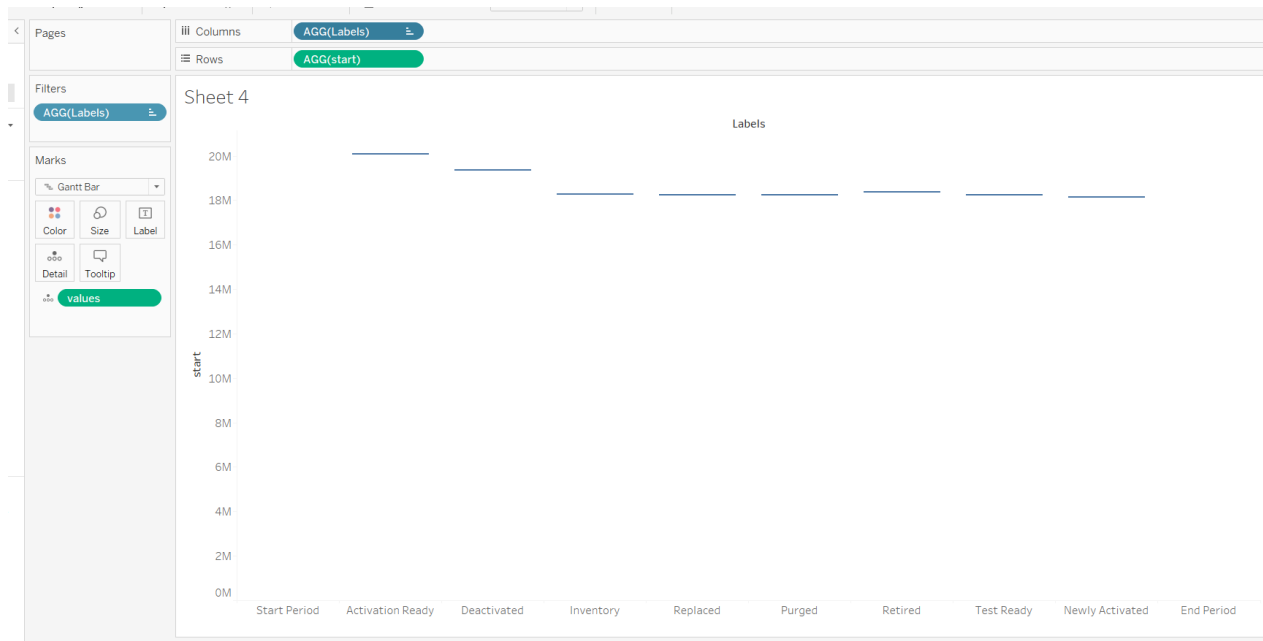 Pages
iii Columns
AGG(Labels)
Rows
AGG(start)
Filters
AGG(Labels)
Marks
Gantt Bar
Color
Size
Label
Detail
Tooltip
values
Sheet 4
Labels
start
20M
18M
16M
14M
12M
10M
8M
6M
4M
2M
0M
Start Period Activation Ready Deactivated Inventory Replaced Purged Retired Test Ready Newly Activated End Period